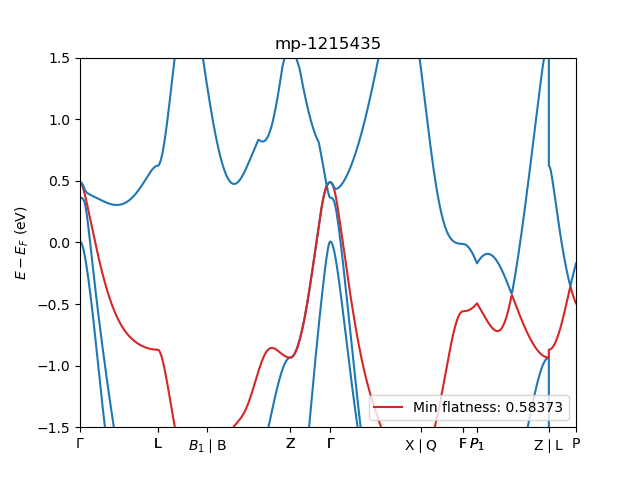 mp-1215435
1.5
1.0
0.5
0.0
−0.5
−1.0
−1.5
E − E_F (eV)
Min flatness: 0.58373
Γ L B₁ | B Z Γ X | Q F P₁ Z | L P